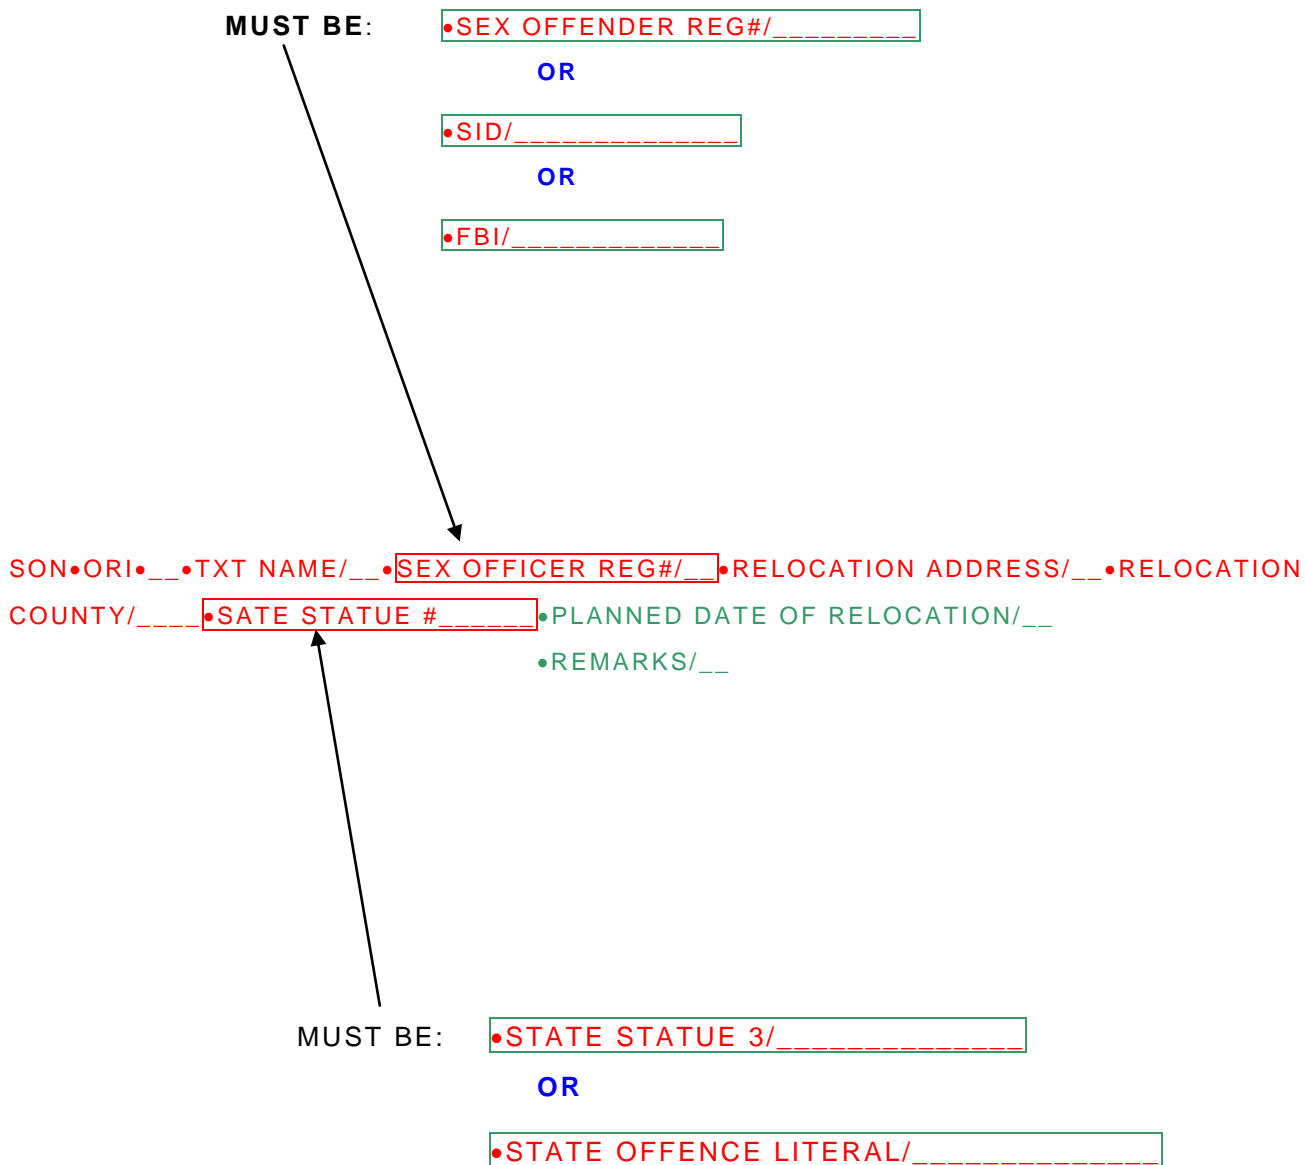 MUST BE: •SEX OFFENDER REG#/_________
OR
•SID/______________
OR
•FBI/_____________
SON•ORI•__•TXT NAME/__•SEX OFFICER REG#/__•RELOCATION ADDRESS/__•RELOCATION
COUNTY/____•SATE STATUE #______•PLANNED DATE OF RELOCATION/__
•REMARKS/__
MUST BE: •STATE STATUE 3/______________
OR
•STATE OFFENCE LITERAL/______________